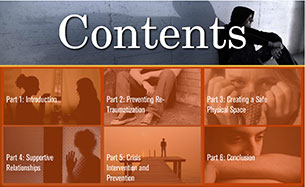 Contents
Part 1: Introduction
Part 2: Preventing Re-
Traumatization
Part 3: Creating a Safe
Physical Space
Part 4: Supportive
Relationships
Part 5: Crisis
Intervention and
Prevention
Part 6: Conclusion